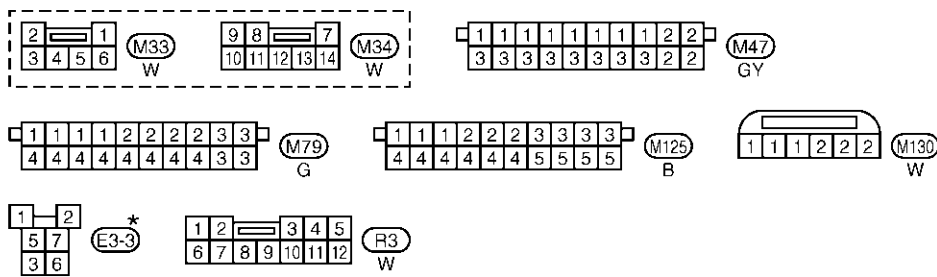 2 1
3 4 5 6
M33
W
9 8 7
10 11 12 13 14
M34
W
1 1 1 1 1 1 1 1 2 2
3 3 3 3 3 3 3 3 2 2
M47
GY
1 1 1 1 2 2 2 2 3 3
4 4 4 4 4 4 4 4 3 3
M79
G
1 1 1 2 2 2 3 3 3 3
4 4 4 4 4 5 5 5 5 5
M125
B
1 1 1 2 2 2
M130
W
1 2
5 7
3 6
*
E3-3
1 2 3 4 5
6 7 8 9 10 11 12
R3
W